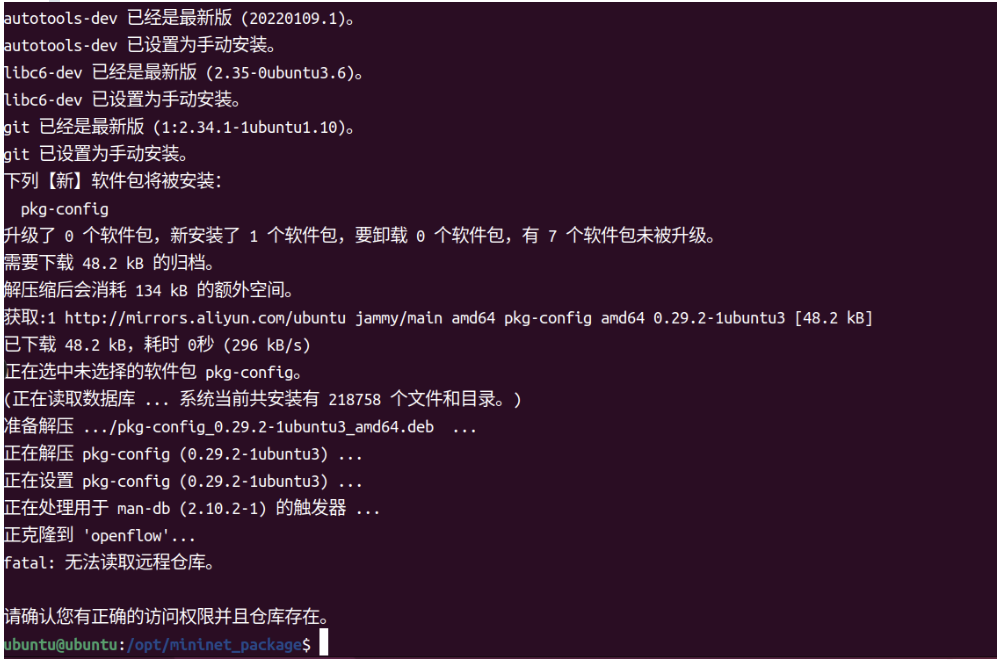 autotools-dev 已经是最新版 (20220109.1)。
autotools-dev 已设置为手动安装。
libc6-dev 已经是最新版 (2.35-0ubuntu3.6)。
libc6-dev 已设置为手动安装。
git 已经是最新版 (1:2.34.1-1ubuntu1.10)。
git 已设置为手动安装。
下列【新】软件包将被安装：
  pkg-config
升级了 0 个软件包，新安装了 1 个软件包，要卸载 0 个软件包，有 7 个软件包未被升级。
需要下载 48.2 kB 的归档。
解压缩后会消耗 134 kB 的额外空间。
获取:1 http://mirrors.aliyun.com/ubuntu jammy/main amd64 pkg-config amd64 0.29.2-1ubuntu3 [48.2 kB]
已下载 48.2 kB，耗时 0秒 (296 kB/s)
正在选中未选择的软件包 pkg-config。
(正在读取数据库 ... 系统当前共安装有 218758 个文件和目录。)
准备解压 .../pkg-config_0.29.2-1ubuntu3_amd64.deb  ...
正在解压 pkg-config (0.29.2-1ubuntu3) ...
正在设置 pkg-config (0.29.2-1ubuntu3) ...
正在处理用于 man-db (2.10.2-1) 的触发器 ...
正克隆到 'openflow'...
fatal: 无法读取远程仓库。
请确认您有正确的访问权限并且仓库存在。
ubuntu@ubuntu:/opt/mininet_package$